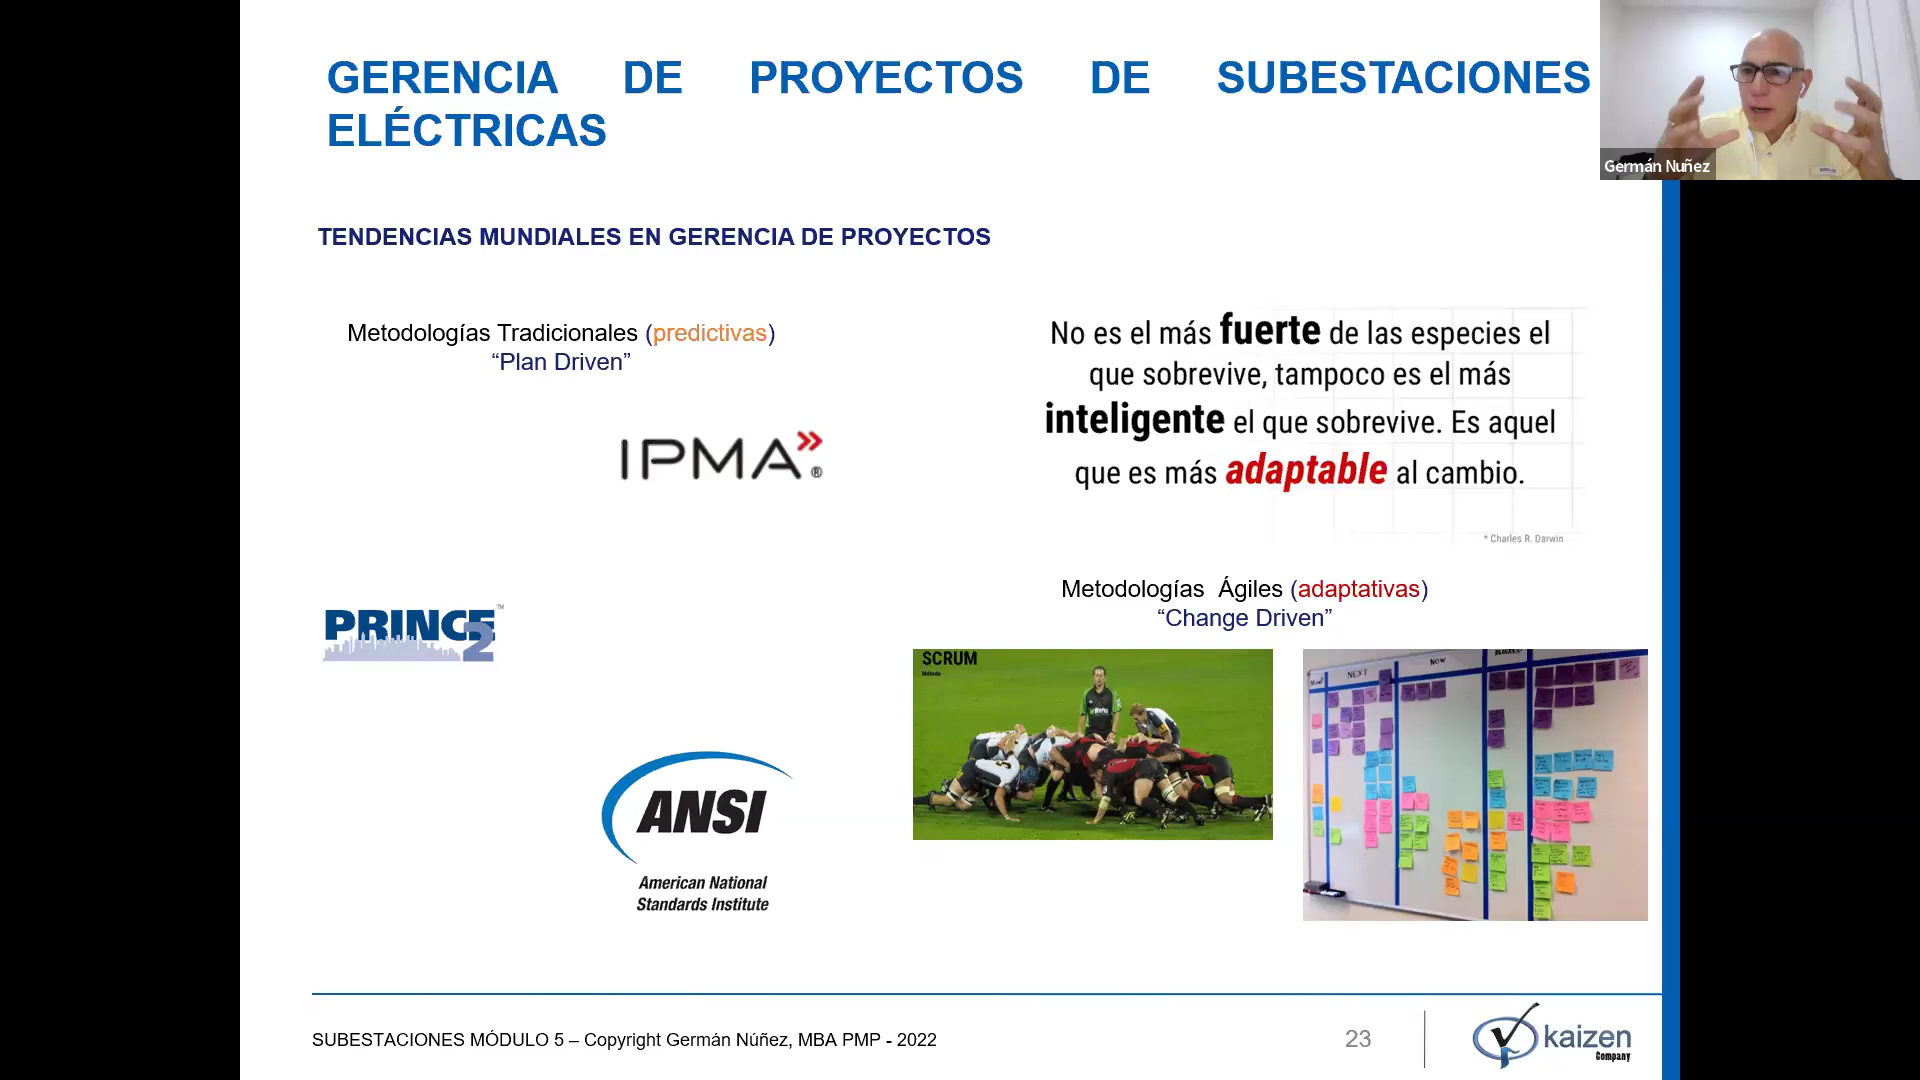 GERENCIA DE PROYECTOS DE SUBESTACIONES
ELÉCTRICAS
Germán Nuñez
TENDENCIAS MUNDIALES EN GERENCIA DE PROYECTOS
Metodologías Tradicionales (predictivas)
“Plan Driven”
IPMA®
PRINCE2™
ANSI
American National
Standards Institute
No es el más fuerte de las especies el
que sobrevive, tampoco es el más
inteligente el que sobrevive. Es aquel
que es más adaptable al cambio.
* Charles R. Darwin
Metodologías Ágiles (adaptativas)
“Change Driven”
SCRUM
Método
NEXT
NOW
SUBESTACIONES MÓDULO 5 – Copyright Germán Núñez, MBA PMP - 2022
23
kaizen
Company